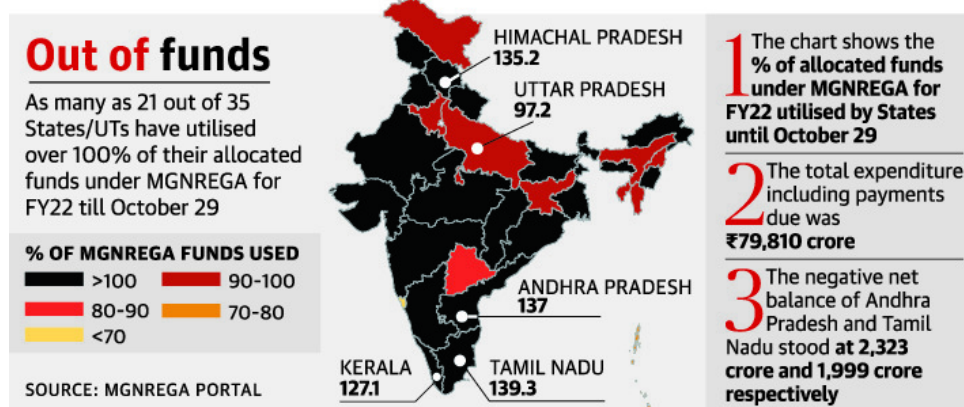 Out of funds
As many as 21 out of 35
States/UTs have utilised
over 100% of their allocated
funds under MGNREGA for
FY22 till October 29
% OF MGNREGA FUNDS USED
>100
90-100
80-90
70-80
<70
SOURCE: MGNREGA PORTAL
HIMACHAL PRADESH
135.2
UTTAR PRADESH
97.2
ANDHRA PRADESH
137
KERALA
127.1
TAMIL NADU
139.3
1
The chart shows the
% of allocated funds
under MGNREGA for
FY22 utilised by States
until October 29
2
The total expenditure
including payments
due was
₹79,810 crore
3
The negative net
balance of Andhra
Pradesh and Tamil
Nadu stood at 2,323
crore and 1,999 crore
respectively